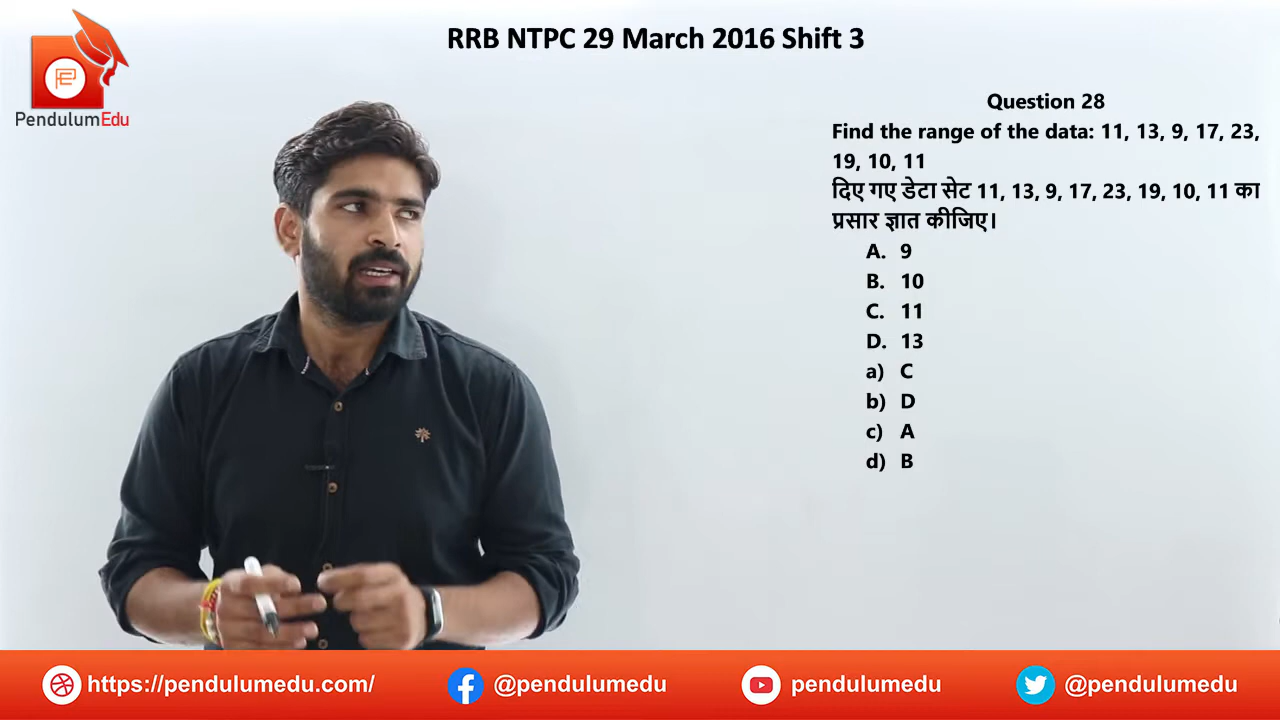 RRB NTPC 29 March 2016 Shift 3
PendulumEdu
Question 28
Find the range of the data: 11, 13, 9, 17, 23,
19, 10, 11
दिए गए डेटा सेट 11, 13, 9, 17, 23, 19, 10, 11 का
प्रसार ज्ञात कीजिए।
A. 9
B. 10
C. 11
D. 13
a) C
b) D
c) A
d) B
https://pendulumedu.com/
@pendulumedu
pendulumedu
@pendulumedu